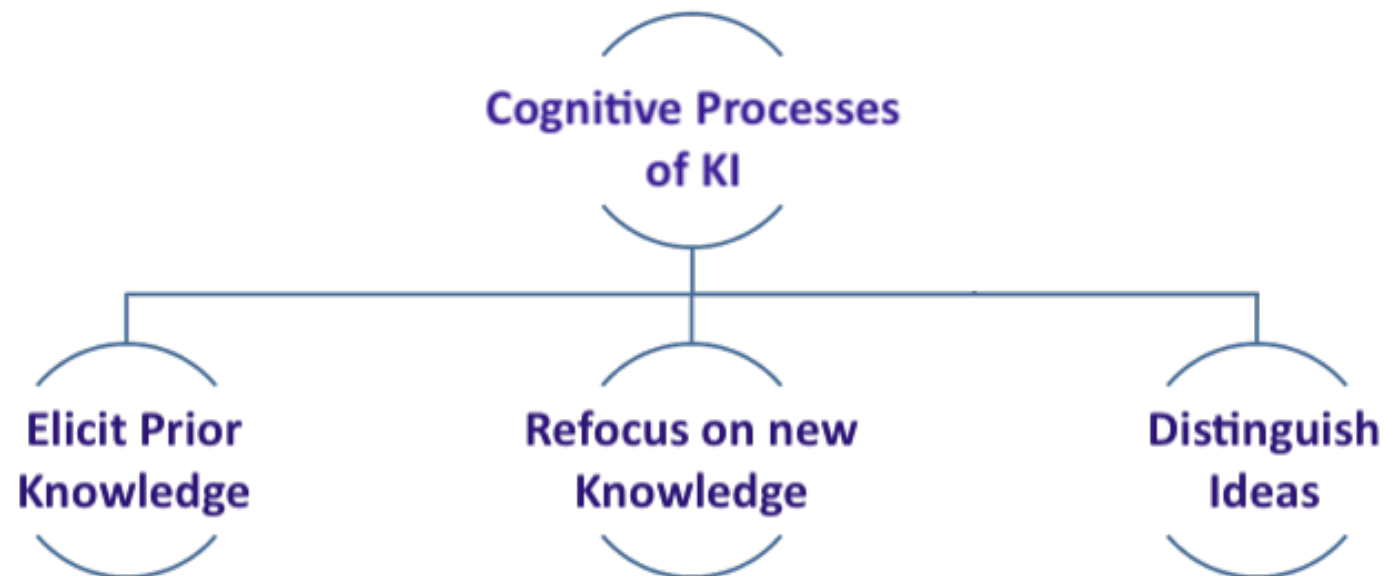 Cognitive Processes
of KI
Elicit Prior
Knowledge
Refocus on new
Knowledge
Distinguish
Ideas